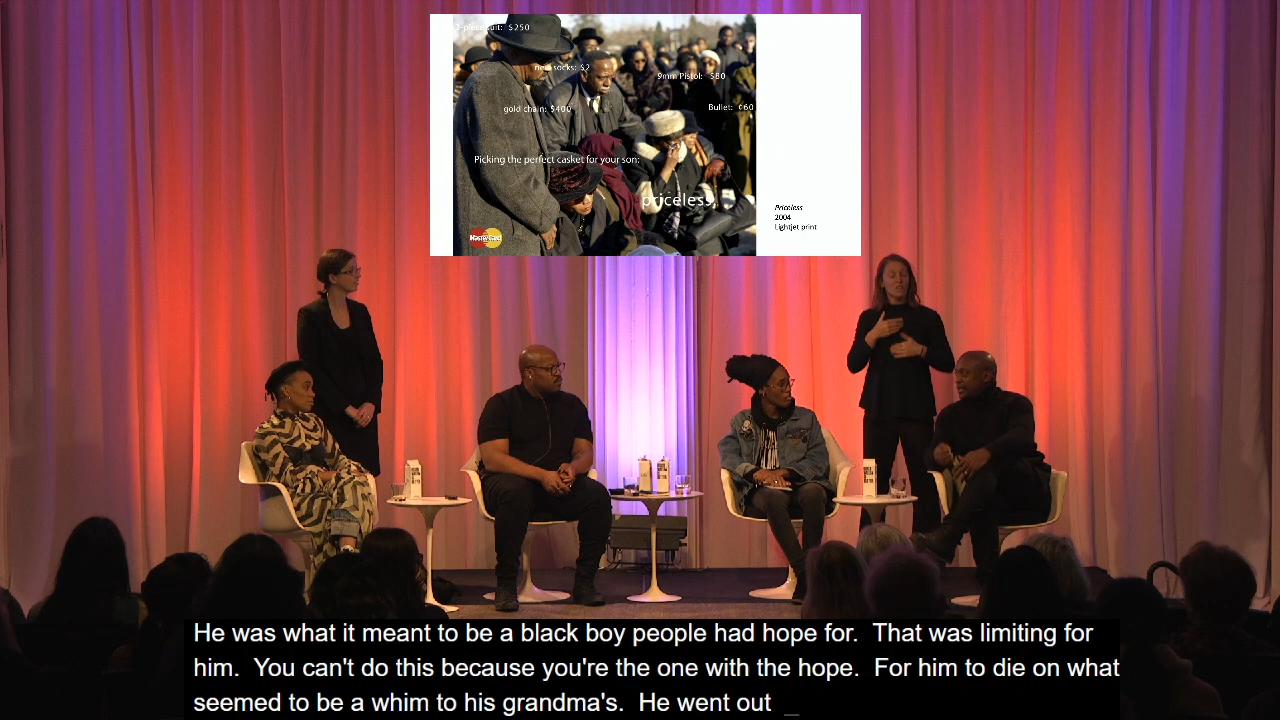 3-piece suit: $250
new socks: $2
9mm Pistol: $80
gold chain: $400
Bullet: ¢60
Picking the perfect casket for your son:
priceless.
MasterCard
Priceless
2004
Lightjet print
He was what it meant to be a black boy people had hope for. That was limiting for
him. You can't do this because you're the one with the hope. For him to die on what
seemed to be a whim to his grandma's. He went out _